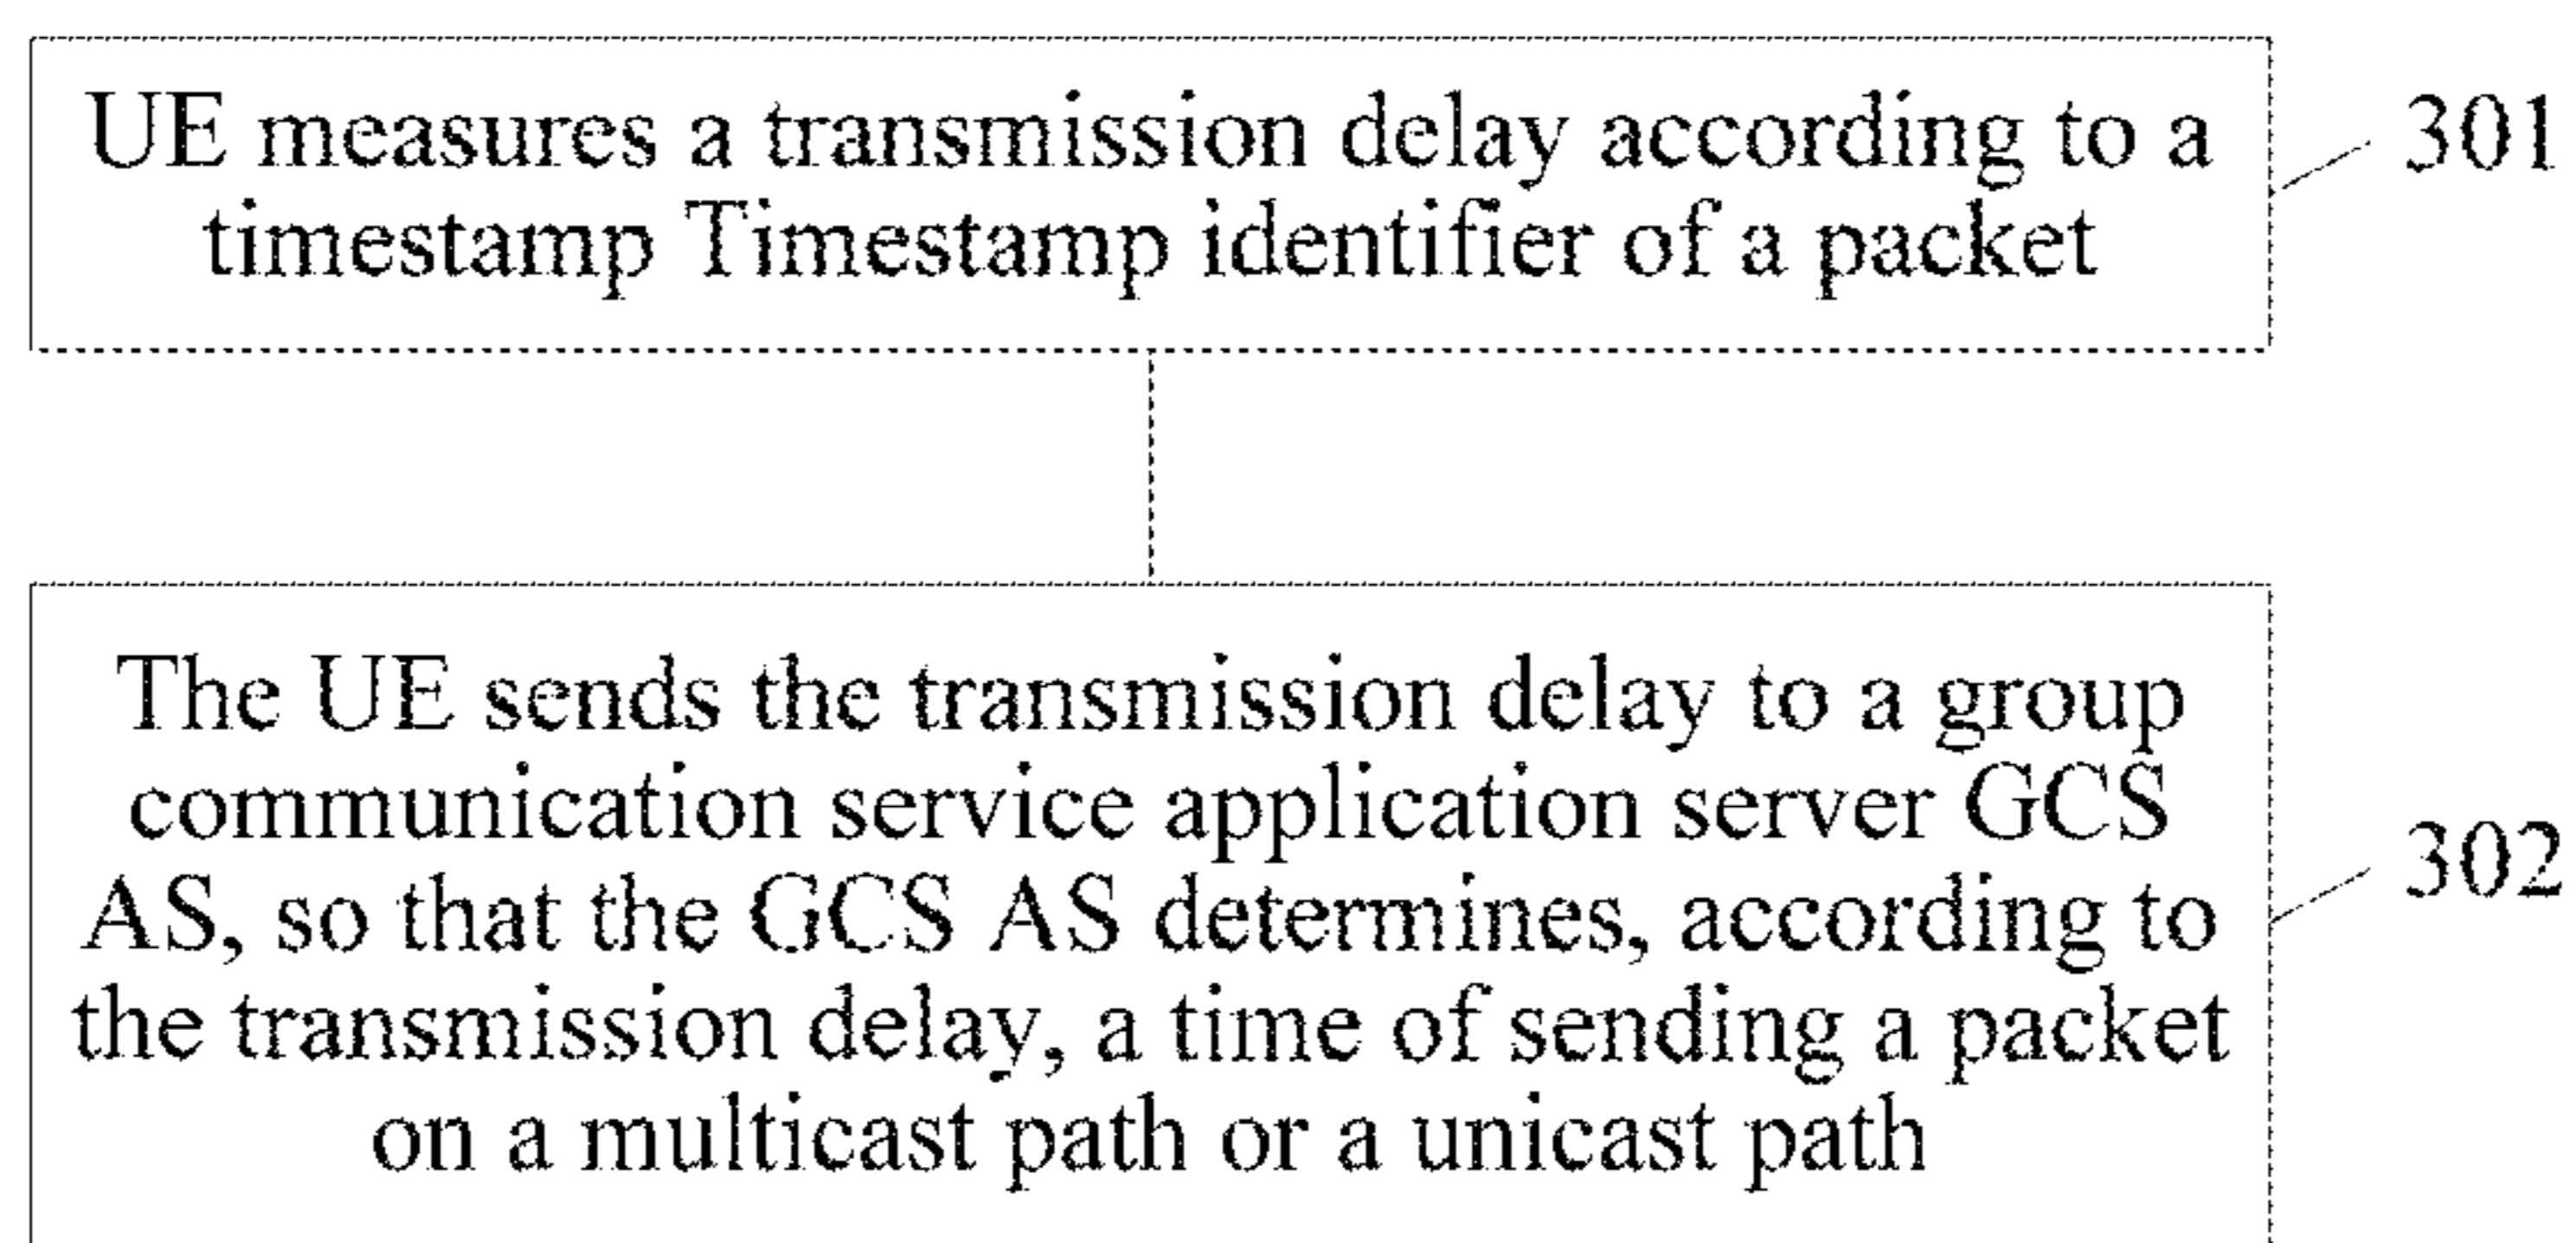 UE measures a transmission delay according to a
timestamp Timestamp identifier of a packet
301
The UE sends the transmission delay to a group
communication service application server GCS
AS, so that the GCS AS determines, according to
the transmission delay, a time of sending a packet
on a multicast path or a unicast path
302